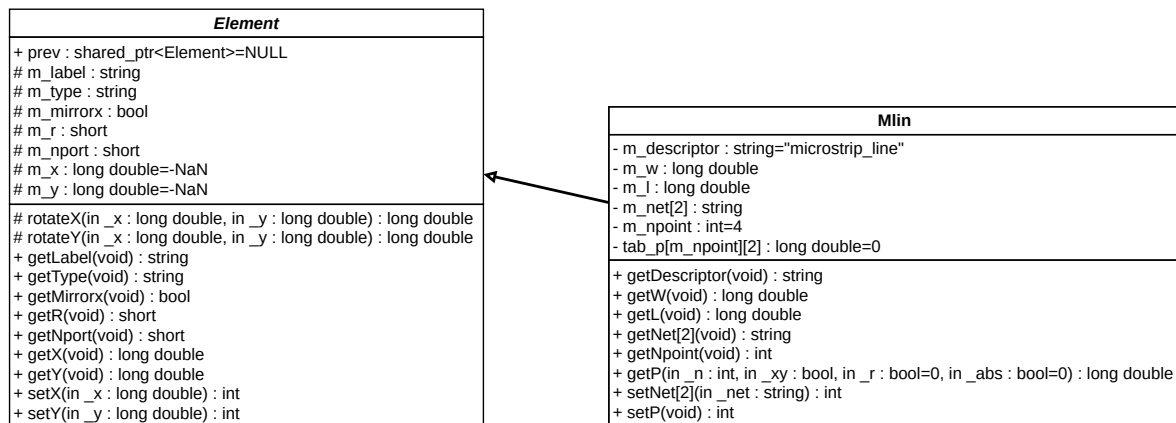 Element
+ prev : shared_ptr<Element>=NULL
# m_label : string
# m_type : string
# m_mirrorx : bool
# m_r : short
# m_nport : short
# m_x : long double=-NaN
# m_y : long double=-NaN
# rotateX(in _x : long double, in _y : long double) : long double
# rotateY(in _x : long double, in _y : long double) : long double
+ getLabel(void) : string
+ getType(void) : string
+ getMirrorx(void) : bool
+ getR(void) : short
+ getNport(void) : short
+ getX(void) : long double
+ getY(void) : long double
+ setX(in _x : long double) : int
+ setY(in _y : long double) : int
Mlin
- m_descriptor : string="microstrip_line"
- m_w : long double
- m_l : long double
- m_net[2] : string
- m_npoint : int=4
- tab_p[m_npoint][2] : long double=0
+ getDescriptor(void) : string
+ getW(void) : long double
+ getL(void) : long double
+ getNet[2](void) : string
+ getNpoint(void) : int
+ getP(in _n : int, in _xy : bool, in _r : bool=0, in _abs : bool=0) : long double
+ setNet[2](in _net : string) : int
+ setP(void) : int